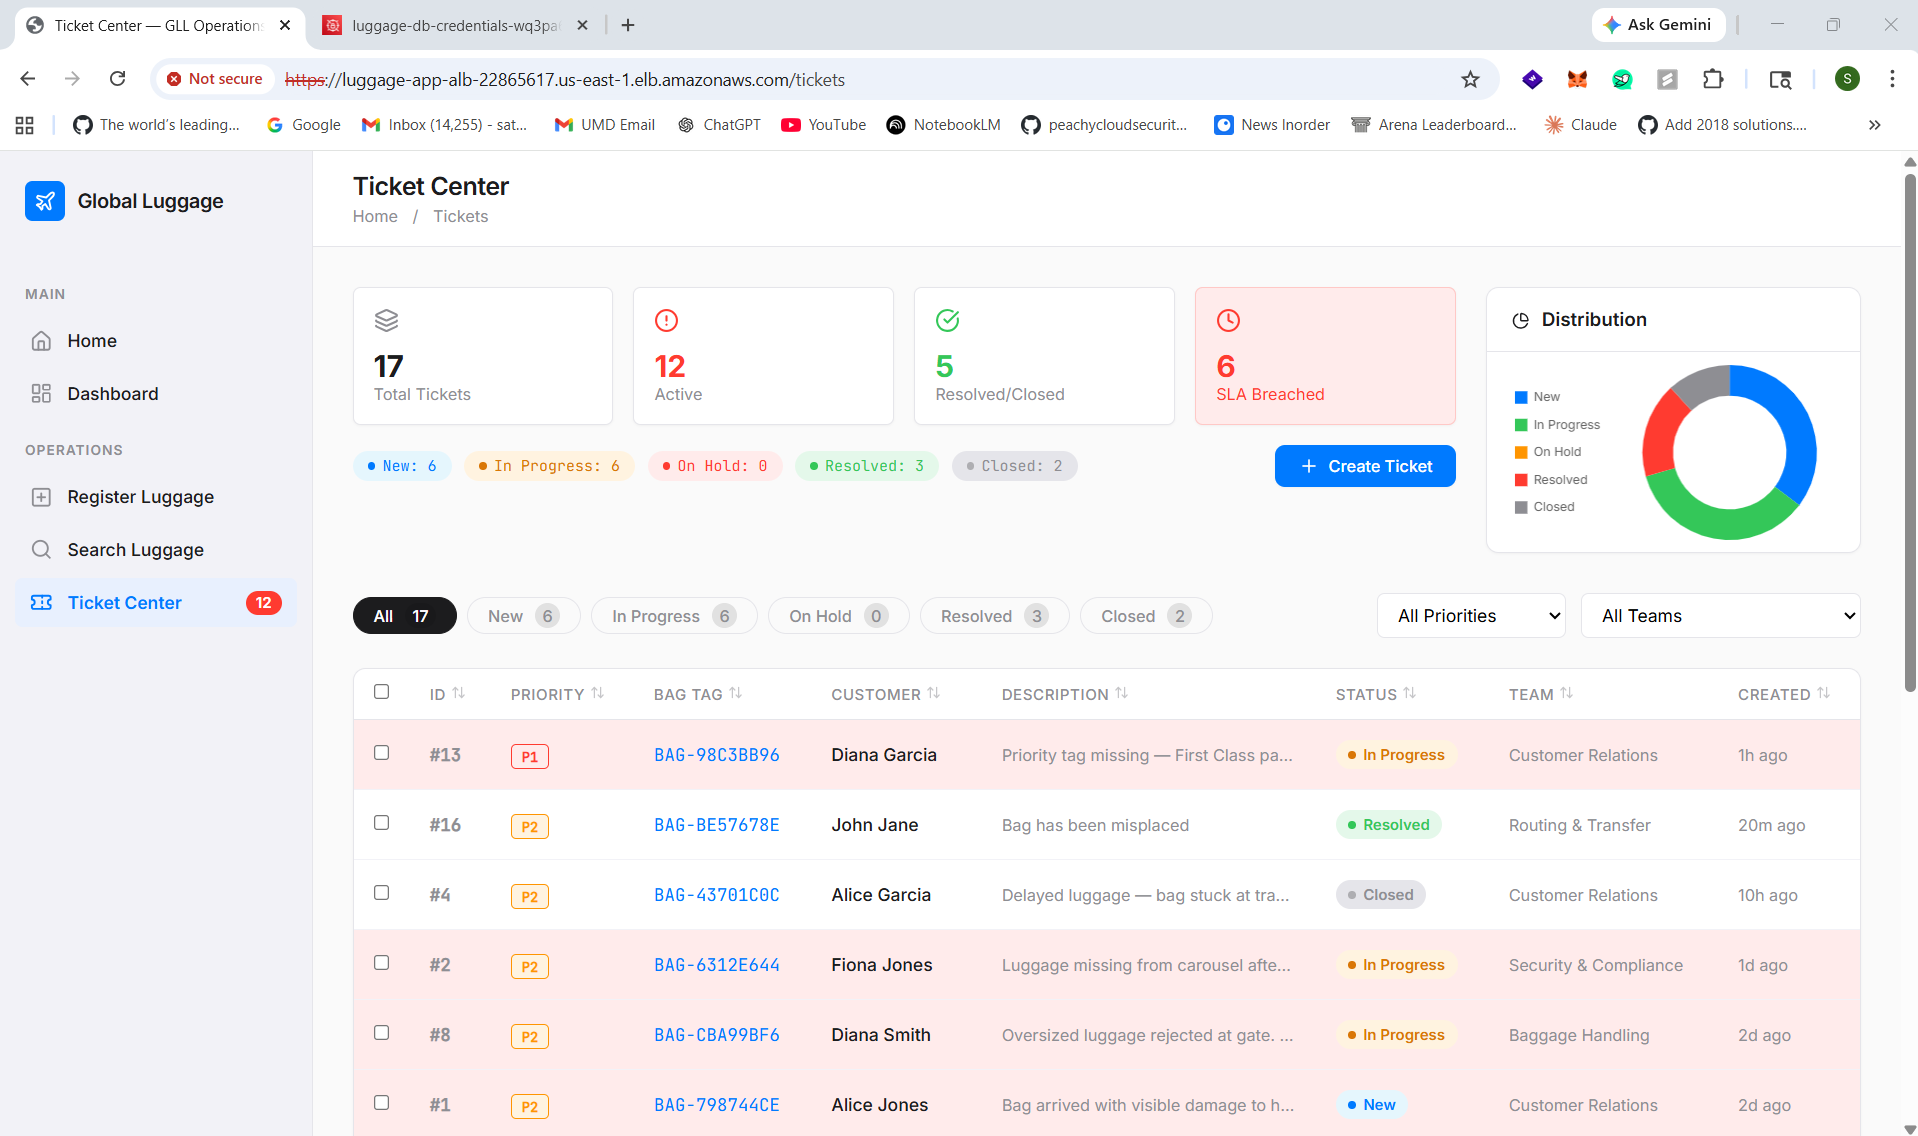 Ticket Center — GLL Operation
luggage-db-credentials-wq3pa
Ask Gemini
Not secure
https://luggage-app-alb-22865617.us-east-1.elb.amazonaws.com/tickets
S
The world's leading...
Google
Inbox (14,255) - sat...
UMD Email
ChatGPT
YouTube
NotebookLM
peachycloudsecurit...
News Inorder
Arena Leaderboard...
Claude
Add 2018 solutions....
Global Luggage
MAIN
Home
Dashboard
OPERATIONS
Register Luggage
Search Luggage
Ticket Center 12
Ticket Center
Home / Tickets
17
Total Tickets
12
Active
5
Resolved/Closed
6
SLA Breached
New: 6
In Progress: 6
On Hold: 0
Resolved: 3
Closed: 2
Create Ticket
Distribution
New
In Progress
On Hold
Resolved
Closed
All 17
New 6
In Progress 6
On Hold 0
Resolved 3
Closed 2
All Priorities
All Teams
ID PRIORITY BAG TAG CUSTOMER DESCRIPTION STATUS TEAM CREATED
#13 P1 BAG-98C3BB96 Diana Garcia Priority tag missing — First Class pa... In Progress Customer Relations 1h ago
#16 P2 BAG-BE57678E John Jane Bag has been misplaced Resolved Routing & Transfer 20m ago
#4 P2 BAG-43701C0C Alice Garcia Delayed luggage — bag stuck at tra... Closed Customer Relations 10h ago
#2 P2 BAG-6312E644 Fiona Jones Luggage missing from carousel afte... In Progress Security & Compliance 1d ago
#8 P2 BAG-CBA99BF6 Diana Smith Oversized luggage rejected at gate. ... In Progress Baggage Handling 2d ago
#1 P2 BAG-798744CE Alice Jones Bag arrived with visible damage to h... New Customer Relations 2d ago